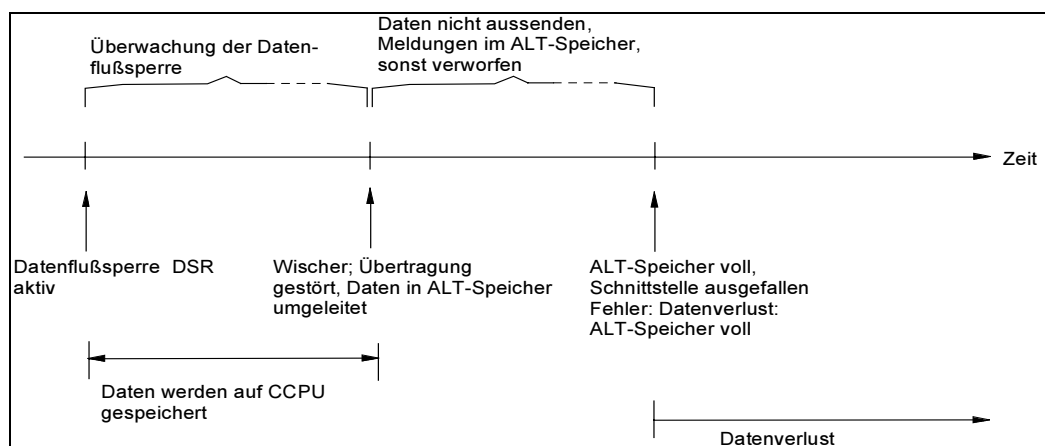 Überwachung der Daten-
flußsperre
Daten nicht aussenden,
Meldungen im ALT-Speicher,
sonst verworfen
Zeit
Datenflußsperre DSR
aktiv
Wischer; Übertragung
gestört, Daten in ALT-Speicher
umgeleitet
ALT-Speicher voll,
Schnittstelle ausgefallen
Fehler: Datenverlust:
ALT-Speicher voll
Daten werden auf CCPU
gespeichert
Datenverlust